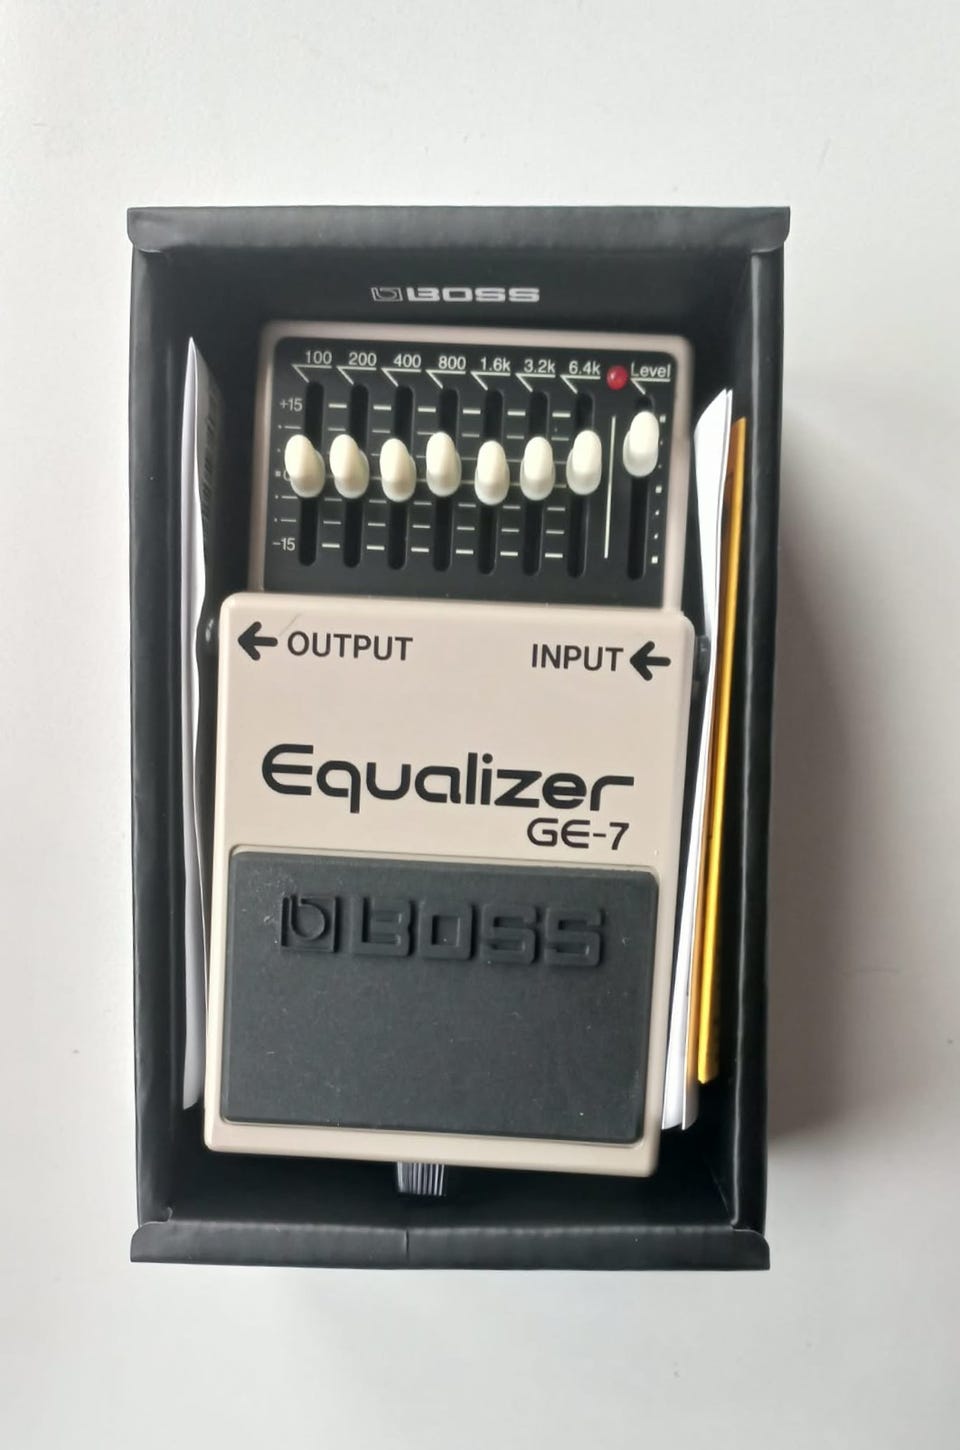 BOSS
100 200 400 800 1.6k 3.2k 6.4k Level
+15
0
-15
OUTPUT INPUT
Equalizer
GE-7
BOSS